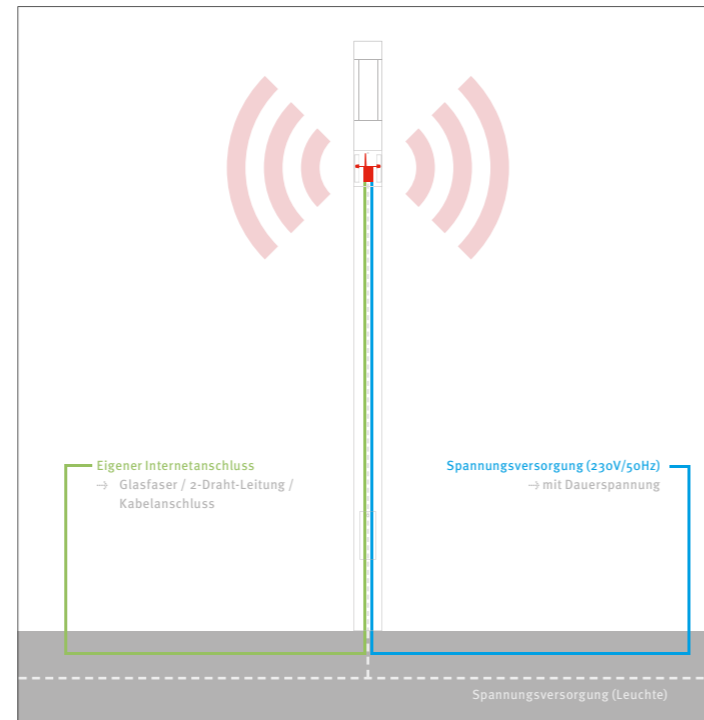 Eigener Internetanschluss
→ Glasfaser / 2-Draht-Leitung /
Kabelanschluss
Spannungsversorgung (230V/50Hz)
→ mit Dauerspannung
Spannungsversorgung (Leuchte)